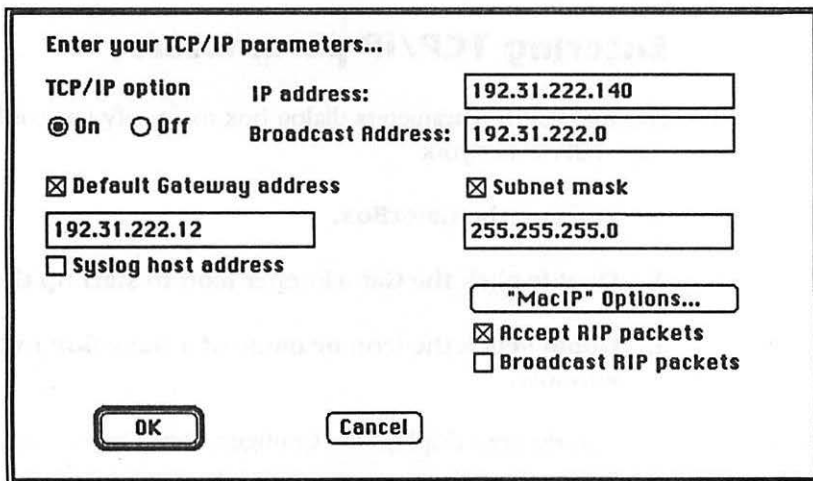 Enter your TCP/IP parameters...
TCP/IP option
On Off
IP address:
192.31.222.140
Broadcast Address:
192.31.222.0
Default Gateway address
192.31.222.12
Subnet mask
255.255.255.0
Syslog host address
"MacIP" Options...
Accept RIP packets
Broadcast RIP packets
OK
Cancel